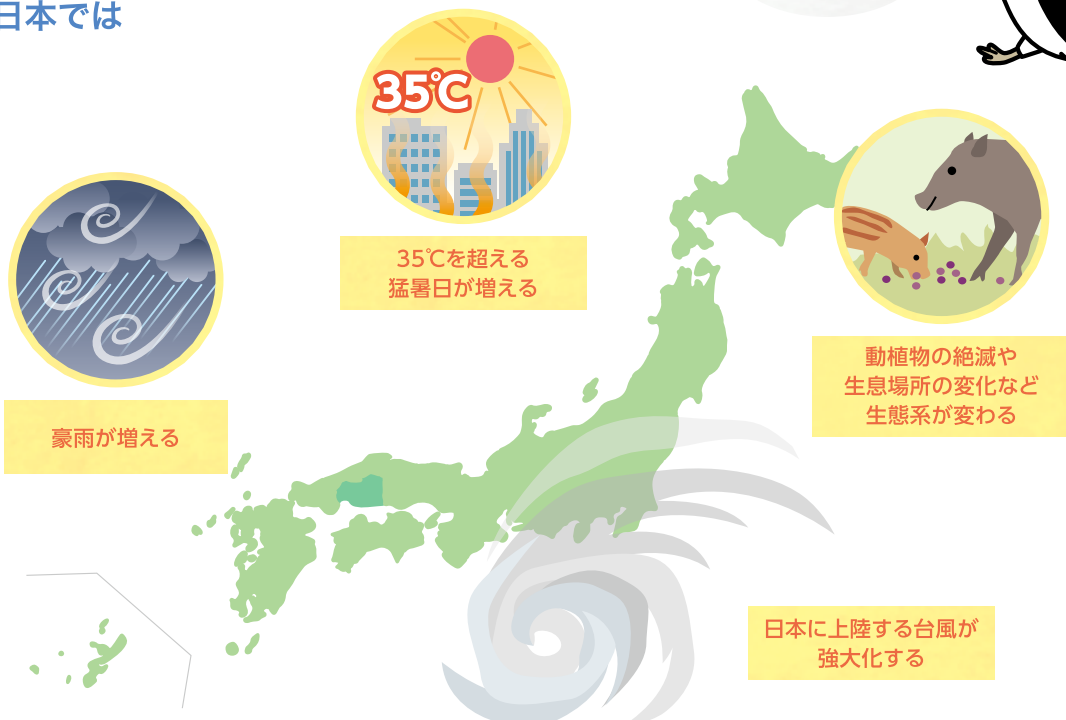 日本では
35℃
35℃を超える
猛暑日が増える
動植物の絶滅や
生息場所の変化など
生態系が変わる
豪雨が増える
日本に上陸する台風が
強大化する